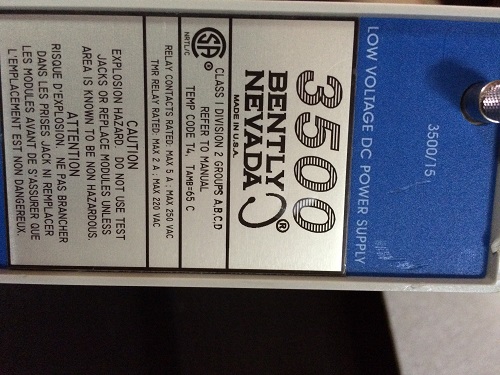 3500/15
LOW VOLTAGE DC POWER SUPPLY
3500
BENTLY
NEVADA ®
MADE IN U.S.A.
SA ®
NRTL/C
CLASS I DIVISION 2 GROUPS A,B,C,D
REFER TO MANUAL
TEMP CODE T4, TAMB=65 C
RELAY CONTACTS RATED: MAX 5 A ; MAX 250 VAC
TMR RELAY RATED: MAX 2 A ; MAX 220 VAC
CAUTION
EXPLOSION HAZARD. DO NOT USE TEST
JACKS OR REPLACE MODULES UNLESS
AREA IS KNOWN TO BE NON HAZARDOUS.
ATTENTION
RISQUE D'EXPLOSION. NE PAS BRANCHER
DANS LES PRISES JACK NI REMPLACER
LES MODULES AVANT DE S'ASSURER QUE
L'EMPLACEMENT EST NON DANGEREUX.